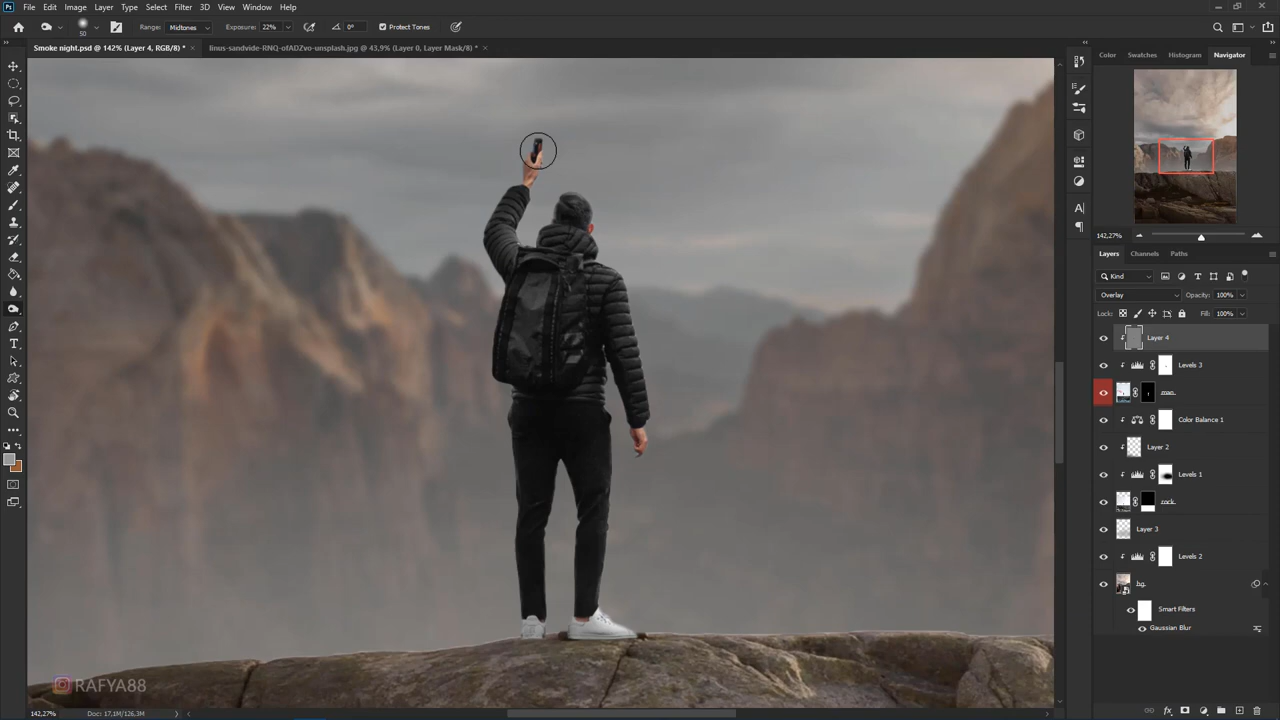 File Edit Image Layer Type Select Filter 3D View Window Help
50 Range: Midtones Exposure: 22% 0° Protect Tones
Smoke night.psd @ 142% (Layer 4, RGB/8) * × linus-sandvide-RNQ-ofADZvo-unsplash.jpg @ 43,9% (Layer 0, Layer Mask/8) * ×
Color Swatches Histogram Navigator
142,27%
Layers Channels Paths
Kind
Overlay Opacity: 100%
Lock: Fill: 100%
Layer 4
Levels 3
man
Color Balance 1
Layer 2
Levels 1
rock
Layer 3
Levels 2
bg
Smart Filters
Gaussian Blur
RAFYA88
142,27% Doc: 17,1M/126,3M